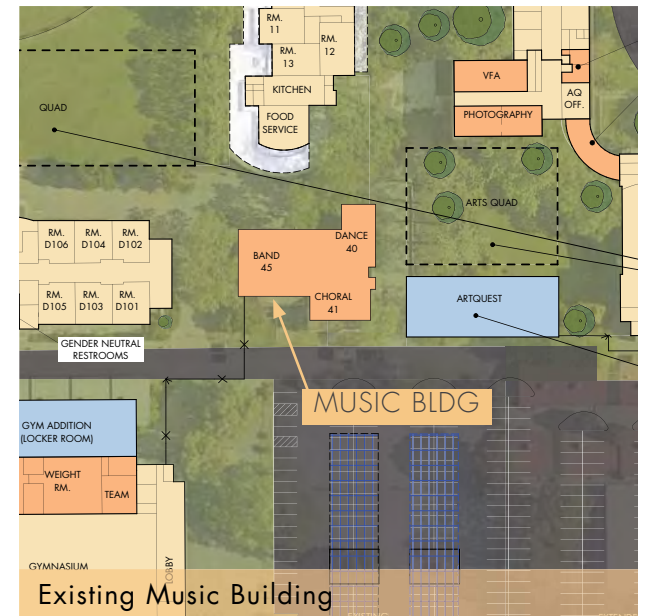 RM.
11
RM.
12
RM.
13
KITCHEN
FOOD
SERVICE
QUAD
VFA
AQ
OFF.
PHOTOGRAPHY
ARTS QUAD
RM.
D106
RM.
D104
RM.
D102
RM.
D105
RM.
D103
RM.
D101
DANCE
40
BAND
45
CHORAL
41
ARTQUEST
GENDER NEUTRAL
RESTROOMS
MUSIC BLDG
GYM ADDITION
(LOCKER ROOM)
WEIGHT
RM.
TEAM
GYMNASIUM
LOBBY
Existing Music Building
EXISTING